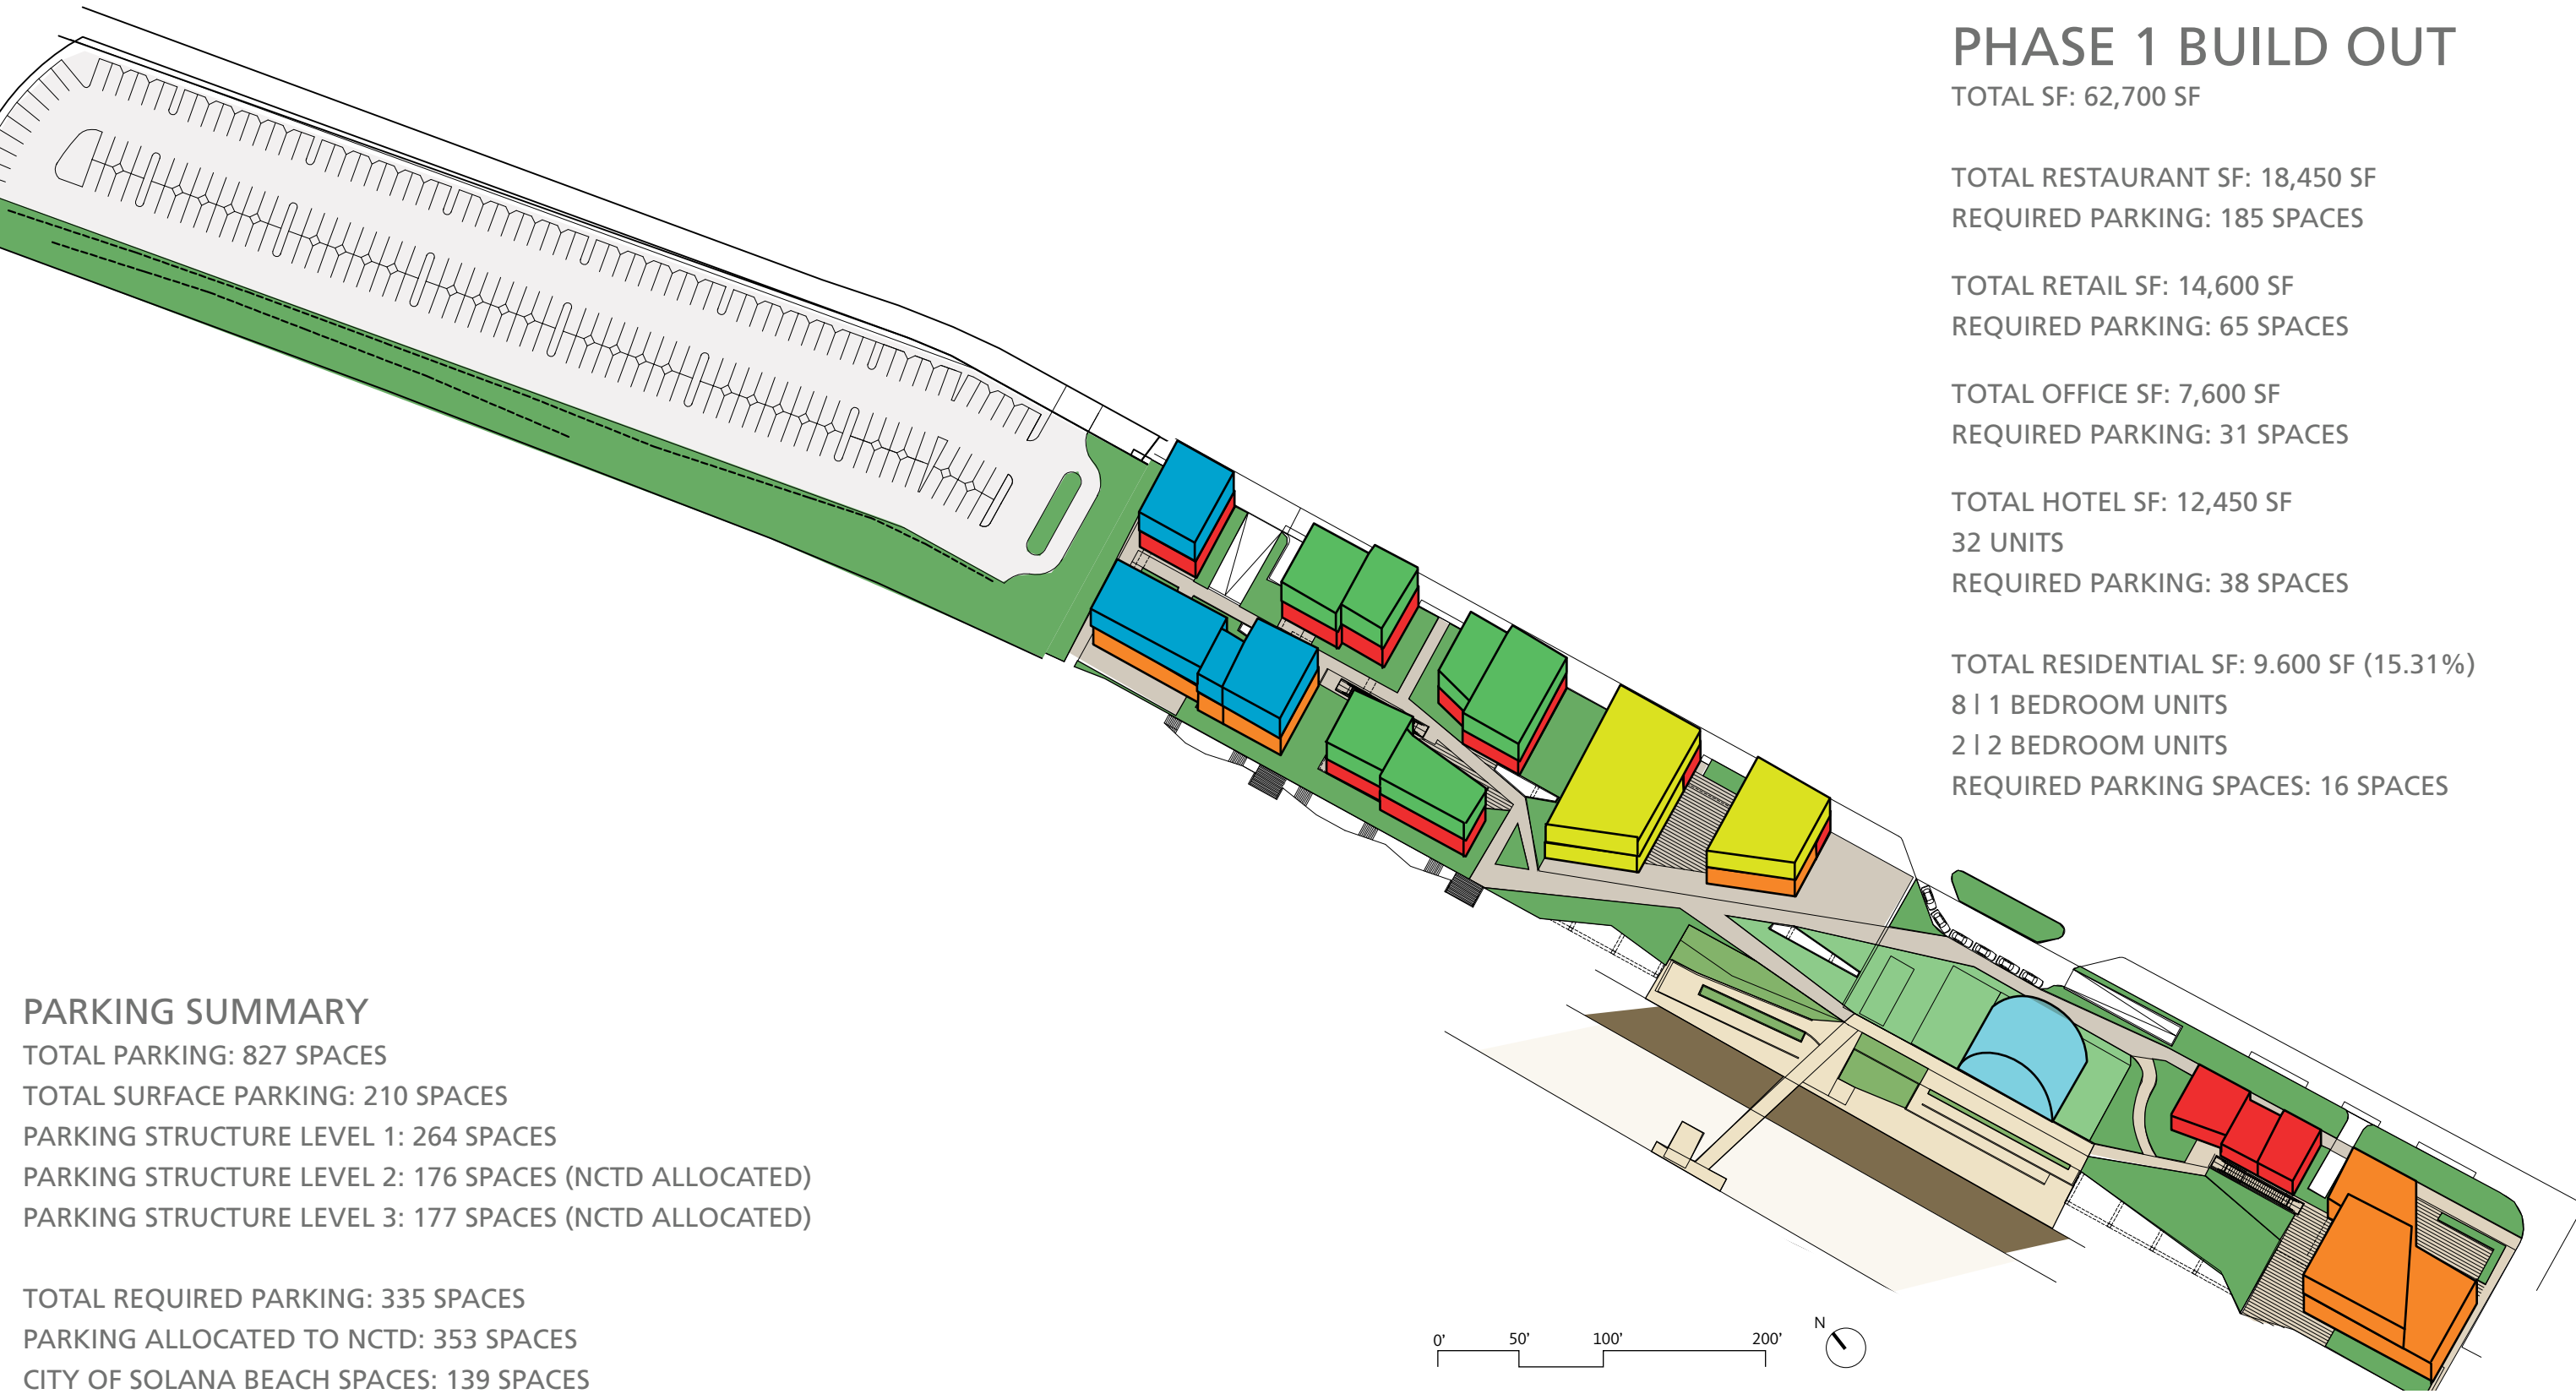 PHASE 1 BUILD OUT
TOTAL SF: 62,700 SF
TOTAL RESTAURANT SF: 18,450 SF
REQUIRED PARKING: 185 SPACES
TOTAL RETAIL SF: 14,600 SF
REQUIRED PARKING: 65 SPACES
TOTAL OFFICE SF: 7,600 SF
REQUIRED PARKING: 31 SPACES
TOTAL HOTEL SF: 12,450 SF
32 UNITS
REQUIRED PARKING: 38 SPACES
TOTAL RESIDENTIAL SF: 9.600 SF (15.31%)
8 | 1 BEDROOM UNITS
2 | 2 BEDROOM UNITS
REQUIRED PARKING SPACES: 16 SPACES
PARKING SUMMARY
TOTAL PARKING: 827 SPACES
TOTAL SURFACE PARKING: 210 SPACES
PARKING STRUCTURE LEVEL 1: 264 SPACES
PARKING STRUCTURE LEVEL 2: 176 SPACES (NCTD ALLOCATED)
PARKING STRUCTURE LEVEL 3: 177 SPACES (NCTD ALLOCATED)
TOTAL REQUIRED PARKING: 335 SPACES
PARKING ALLOCATED TO NCTD: 353 SPACES
CITY OF SOLANA BEACH SPACES: 139 SPACES
0' 50' 100' 200'
N